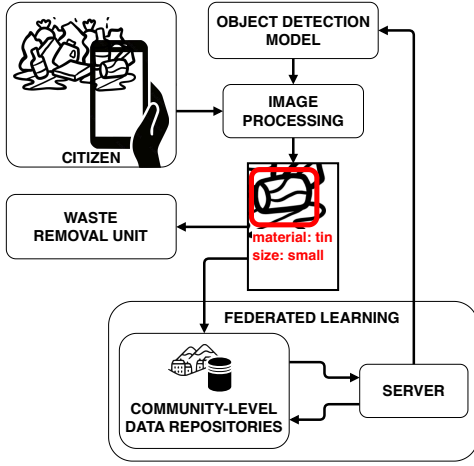 OBJECT DETECTION
MODEL
IMAGE
PROCESSING
CITIZEN
WASTE
REMOVAL UNIT
material: tin
size: small
FEDERATED LEARNING
COMMUNITY-LEVEL
DATA REPOSITORIES
SERVER